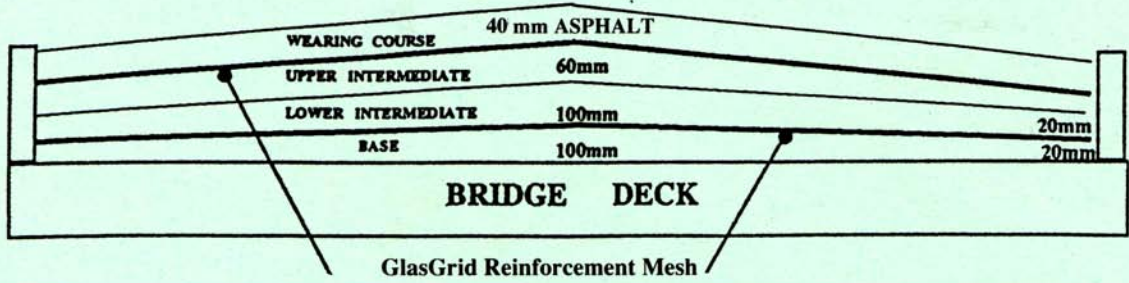 40 mm ASPHALT
WEARING COURSE
UPPER INTERMEDIATE 60mm
LOWER INTERMEDIATE 100mm 20mm
BASE 100mm 20mm
BRIDGE DECK
GlasGrid Reinforcement Mesh